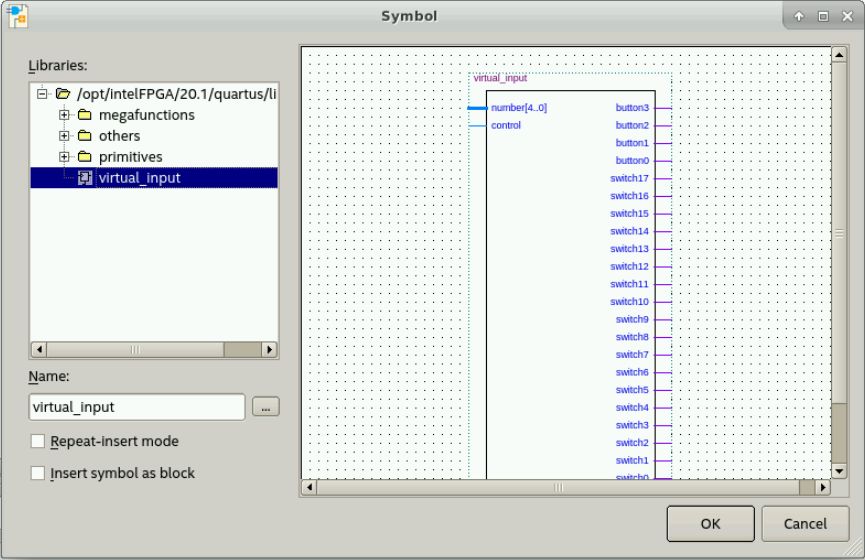 Symbol
Libraries:
/opt/intelFPGA/20.1/quartus/li
megafunctions
others
primitives
virtual_input
Name:
virtual_input
...
Repeat-insert mode
Insert symbol as block
virtual_input
number[4..0]
control
button3
button2
button1
button0
switch17
switch16
switch15
switch14
switch13
switch12
switch11
switch10
switch9
switch8
switch7
switch6
switch5
switch4
switch3
switch2
switch1
switch0
OK
Cancel